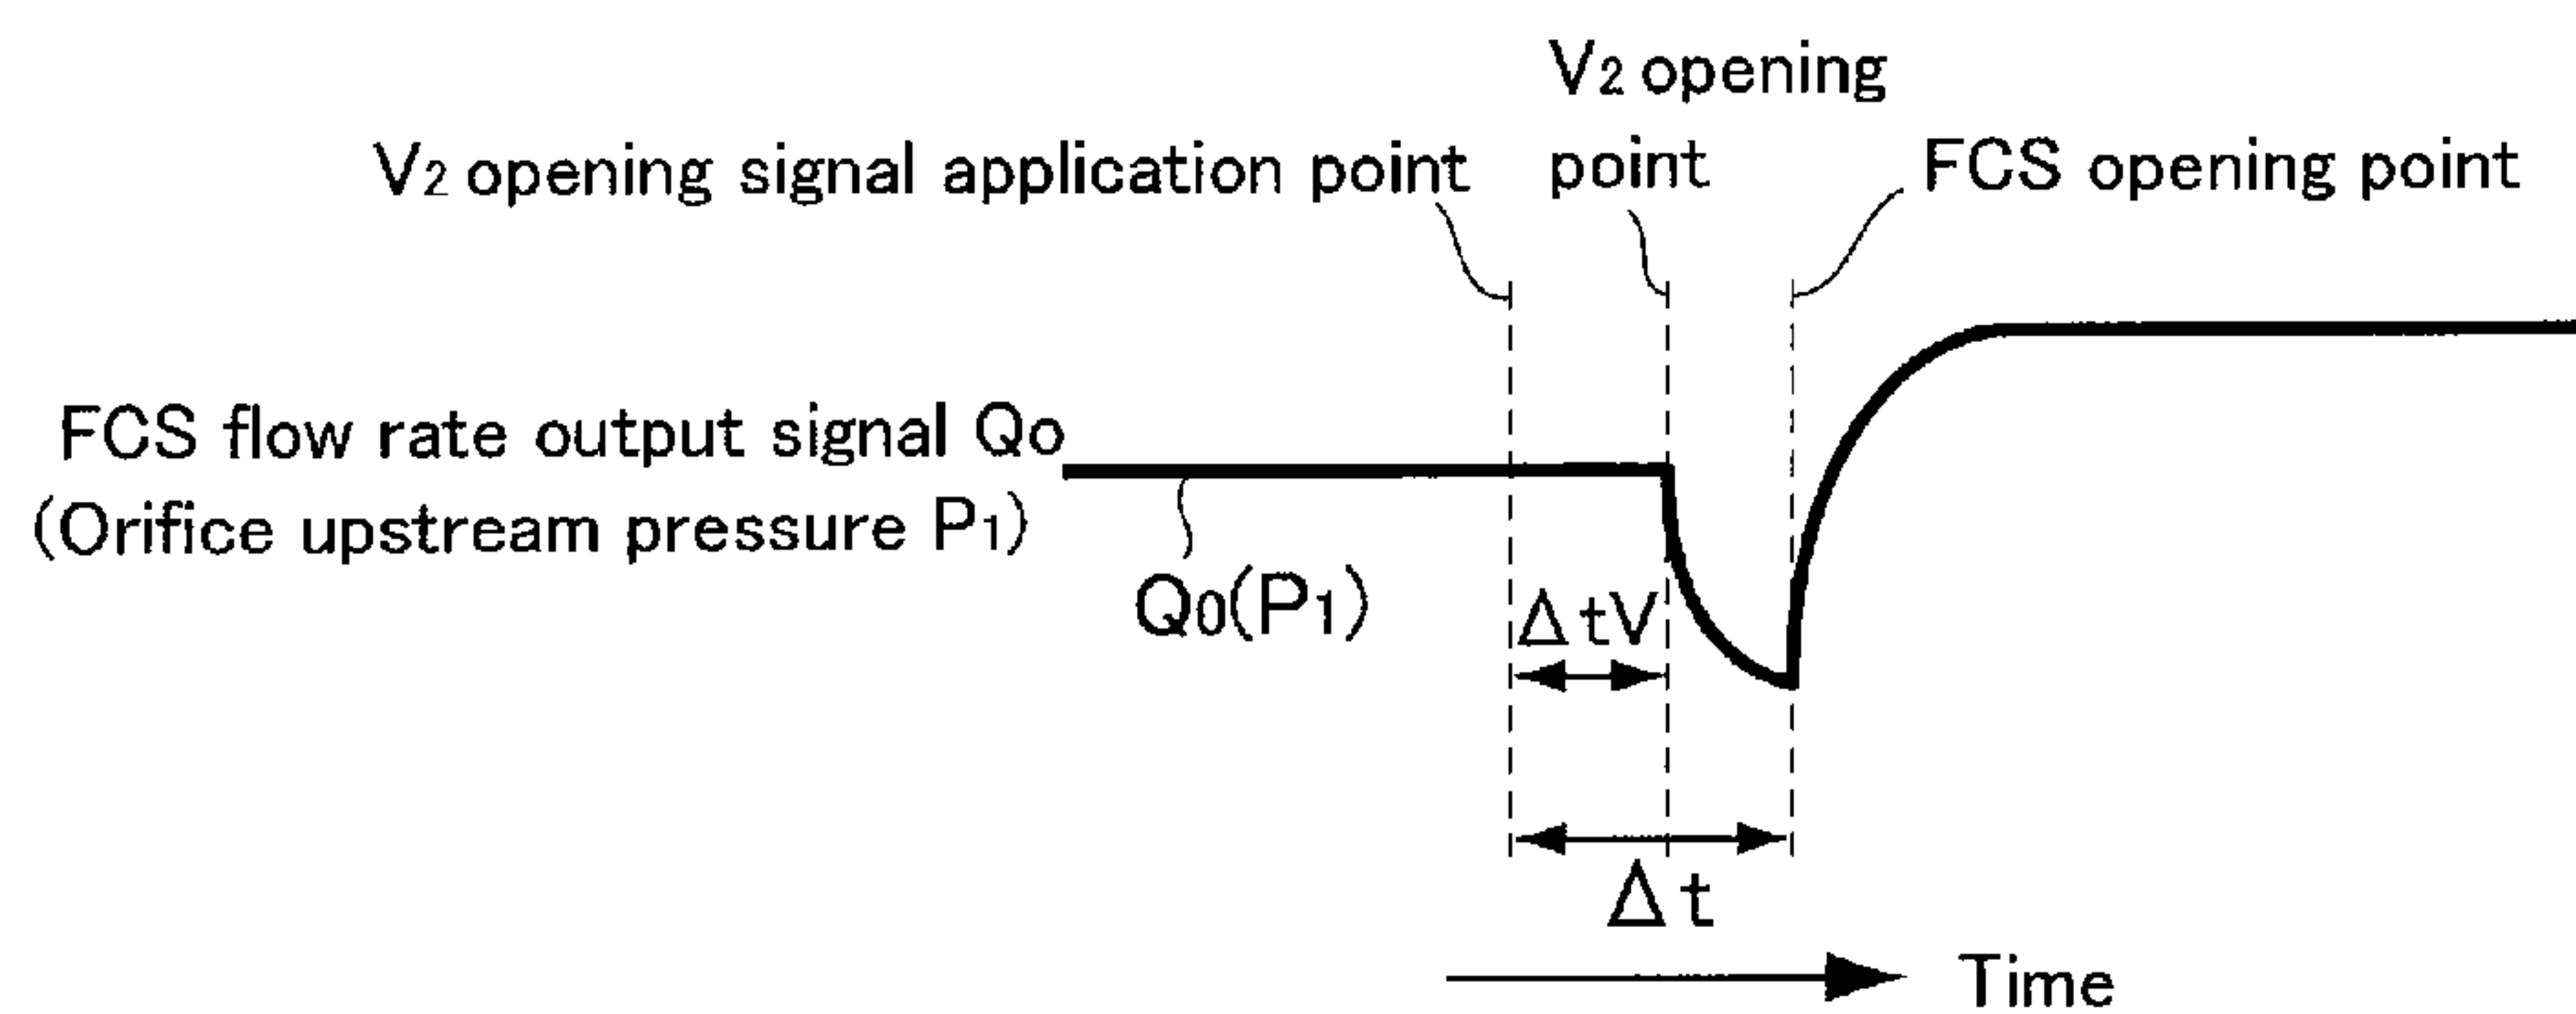 V2 opening
point
V2 opening signal application point
FCS opening point
FCS flow rate output signal Qo
(Orifice upstream pressure P1)
Q0(P1)
ΔtV
Δt
Time